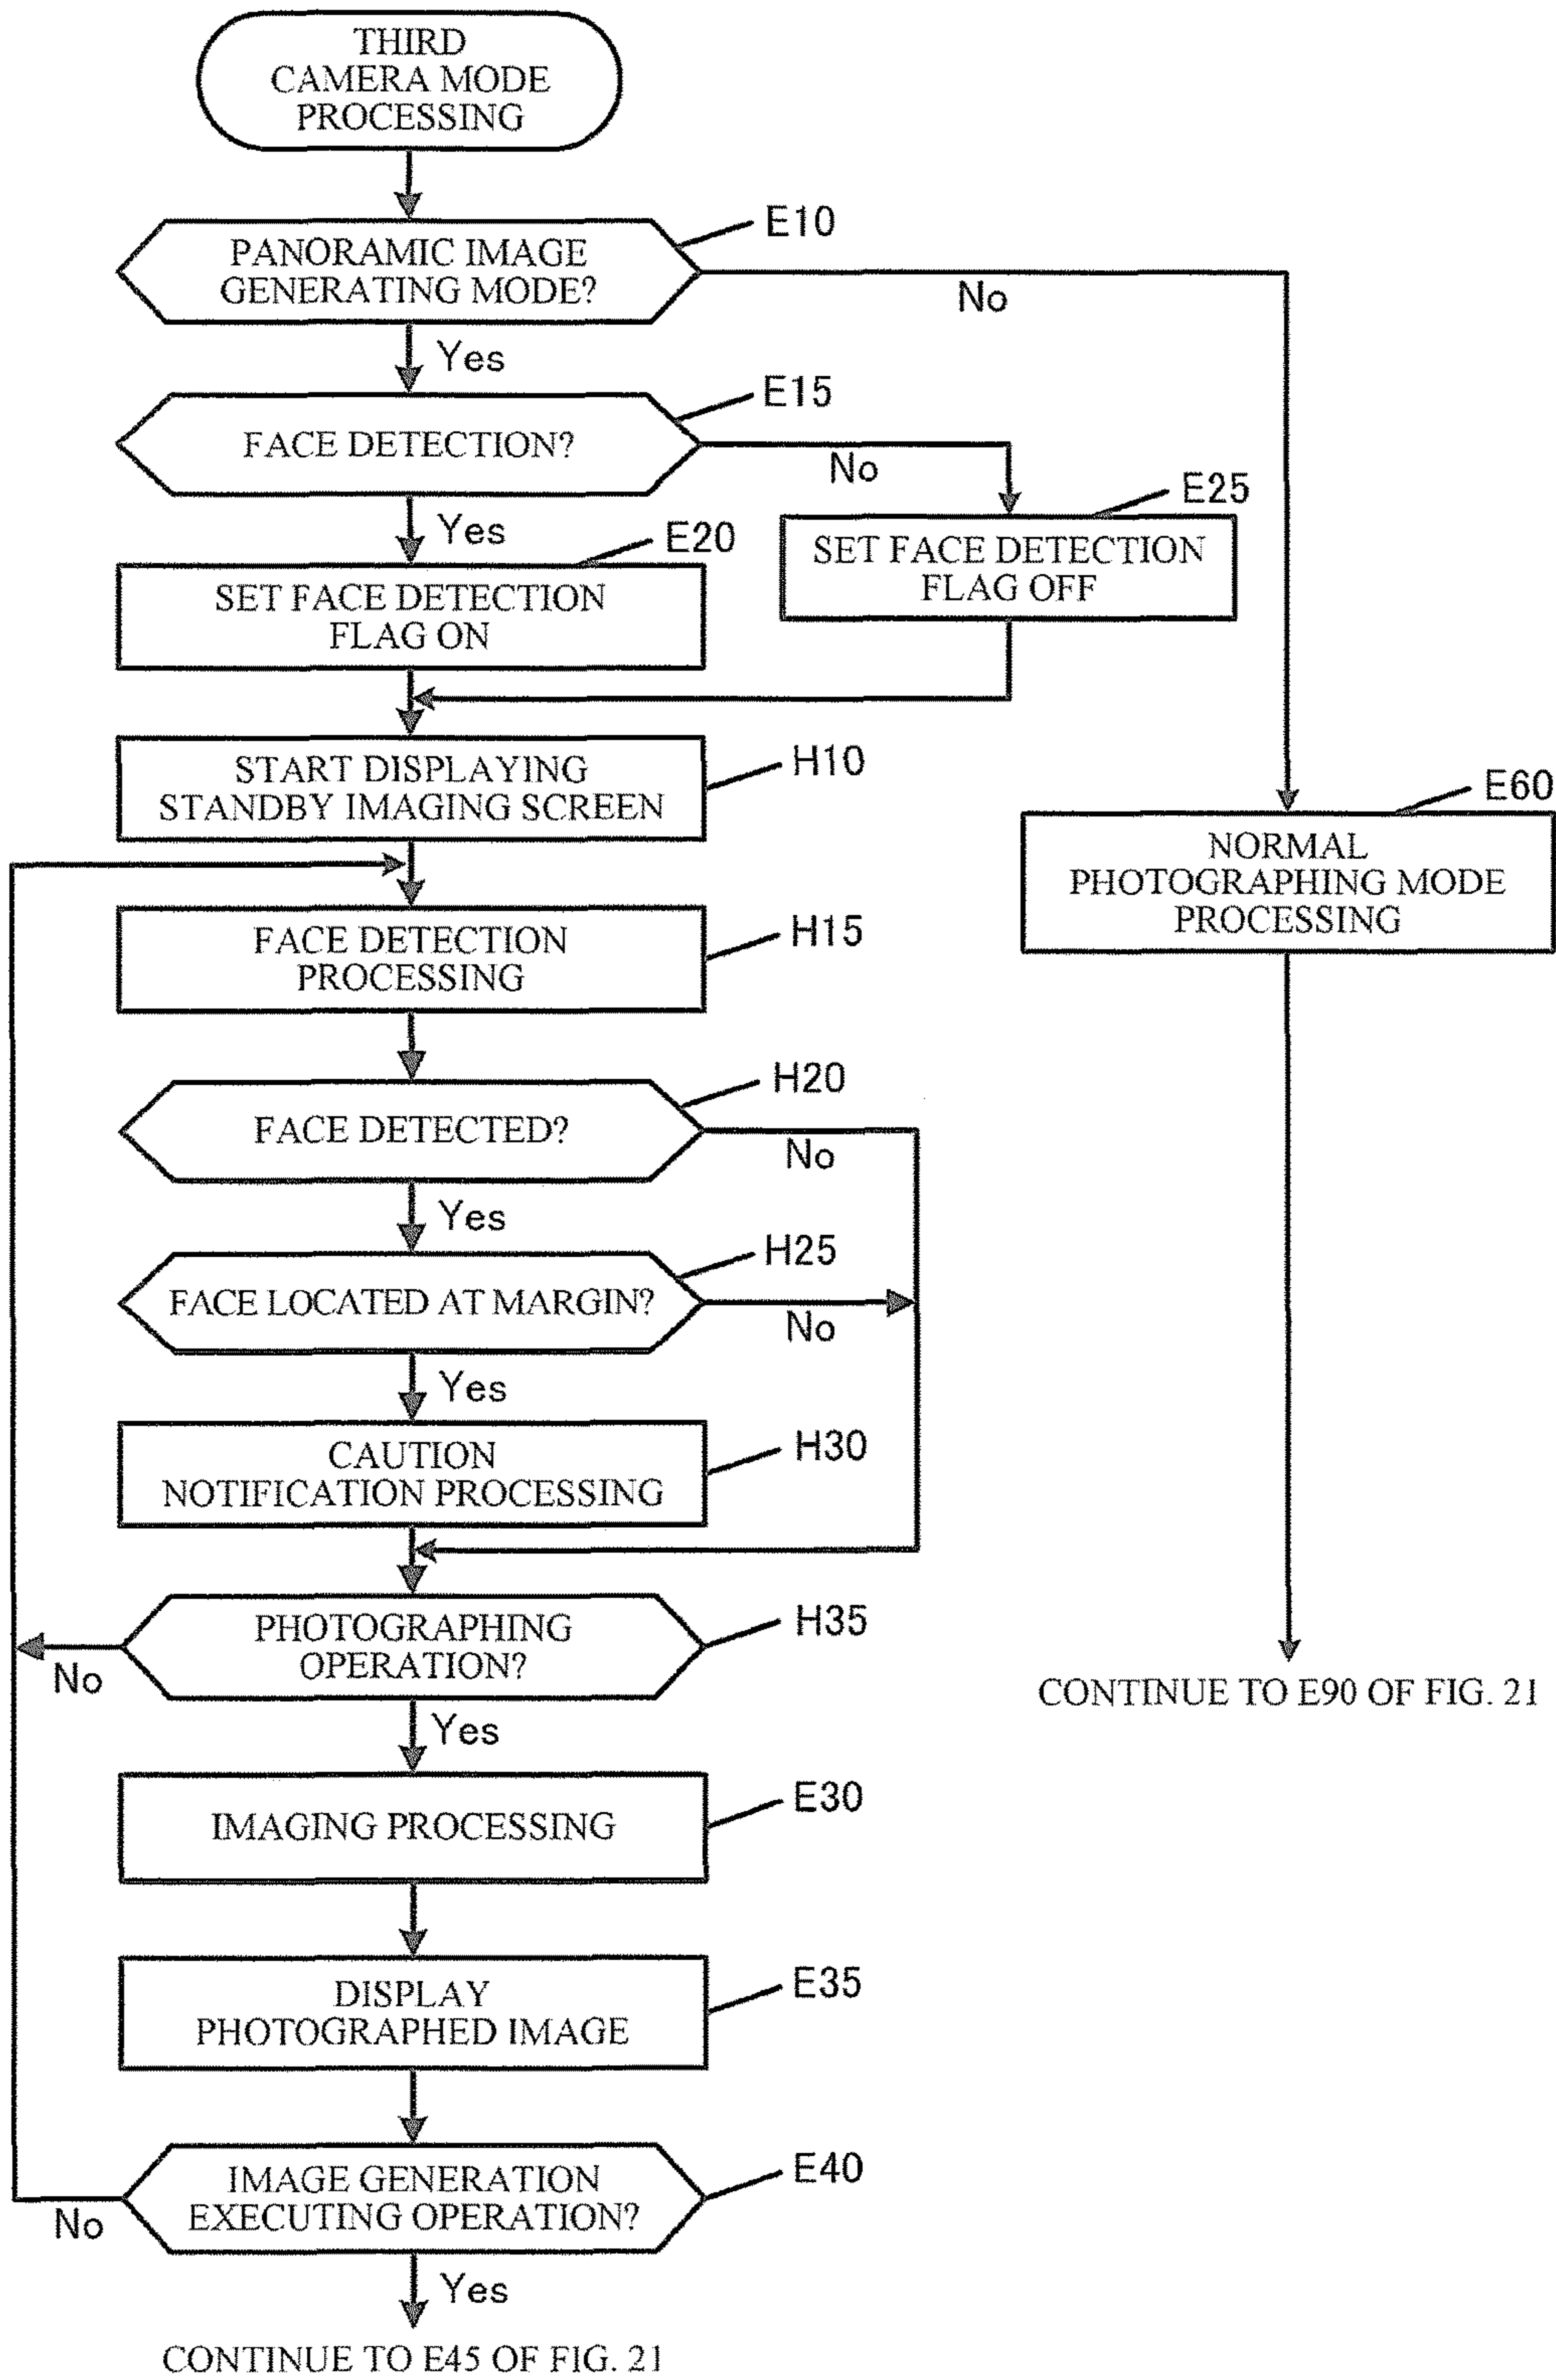 THIRD
CAMERA MODE
PROCESSING
E10
PANORAMIC IMAGE
GENERATING MODE?
No
Yes
E15
FACE DETECTION?
No
Yes
E25
SET FACE DETECTION
FLAG OFF
E20
SET FACE DETECTION
FLAG ON
H10
START DISPLAYING
STANDBY IMAGING SCREEN
E60
NORMAL
PHOTOGRAPHING MODE
PROCESSING
H15
FACE DETECTION
PROCESSING
H20
FACE DETECTED?
No
Yes
H25
FACE LOCATED AT MARGIN?
No
Yes
H30
CAUTION
NOTIFICATION PROCESSING
H35
PHOTOGRAPHING
OPERATION?
No
Yes
CONTINUE TO E90 OF FIG. 21
E30
IMAGING PROCESSING
E35
DISPLAY
PHOTOGRAPHED IMAGE
E40
IMAGE GENERATION
EXECUTING OPERATION?
No
Yes
CONTINUE TO E45 OF FIG. 21